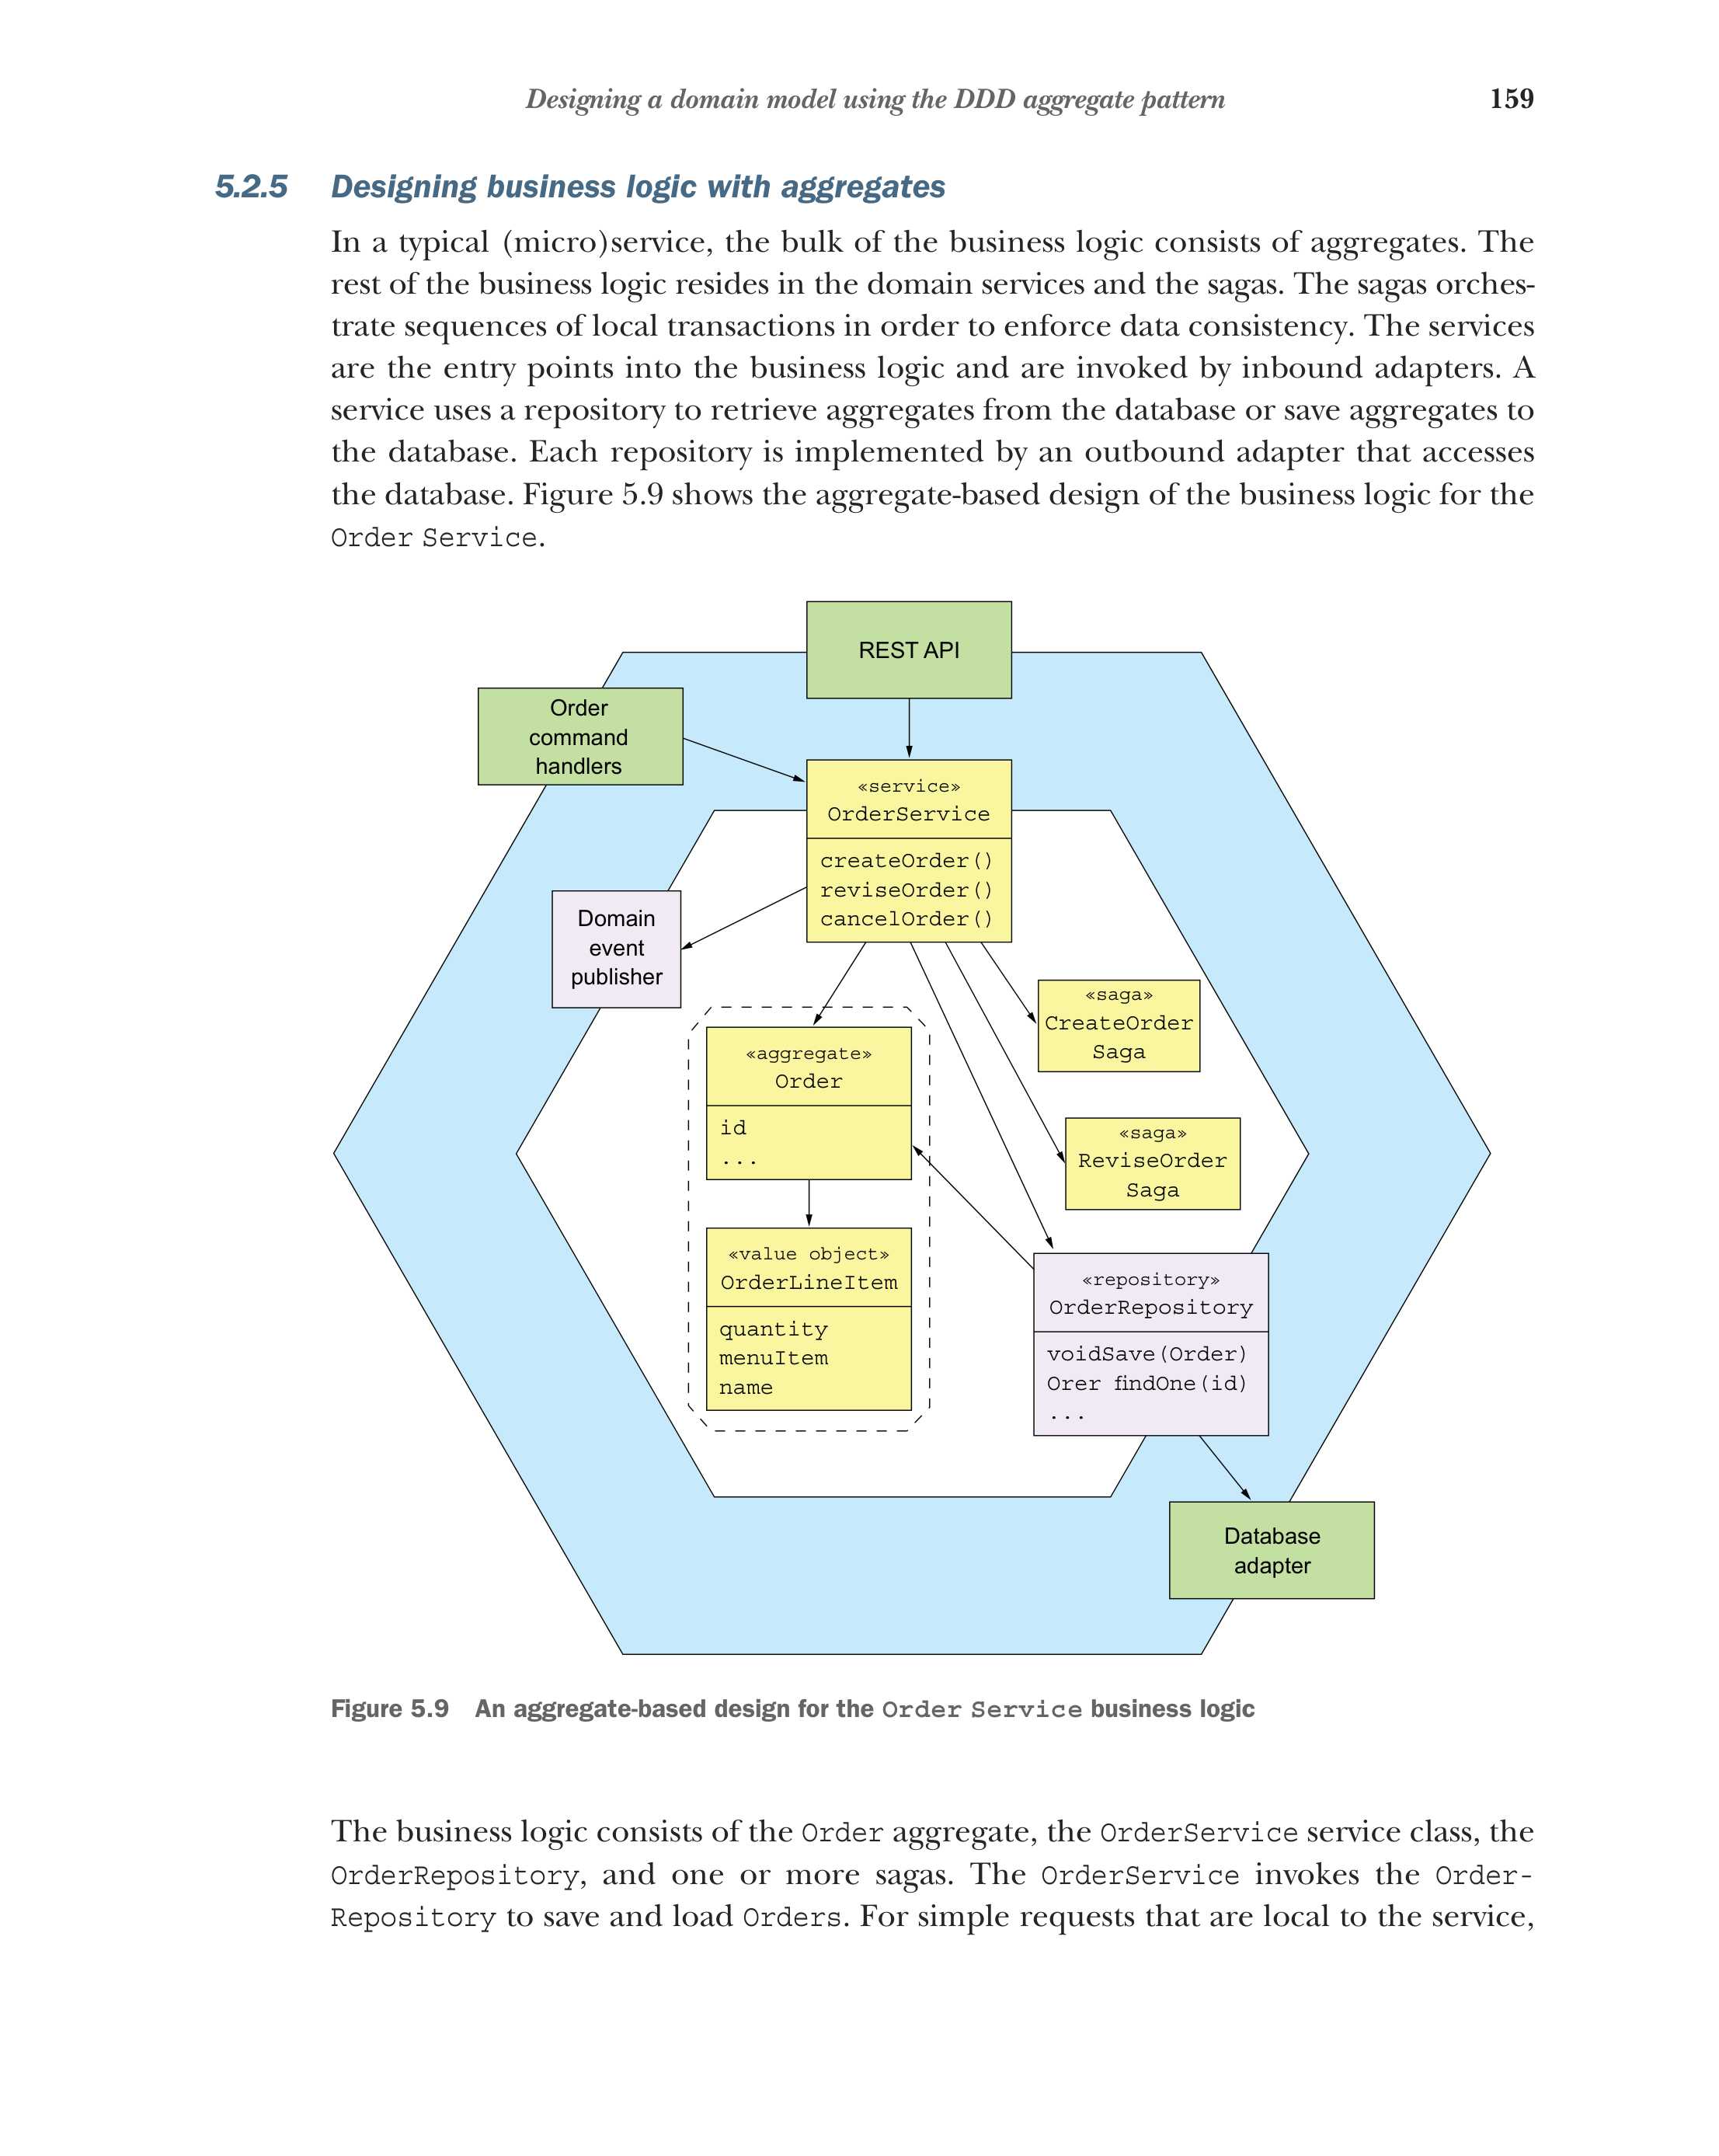 Designing a domain model using the DDD aggregate pattern 159
5.2.5 Designing business logic with aggregates
In a typical (micro)service, the bulk of the business logic consists of aggregates. The
rest of the business logic resides in the domain services and the sagas. The sagas orches-
trate sequences of local transactions in order to enforce data consistency. The services
are the entry points into the business logic and are invoked by inbound adapters. A
service uses a repository to retrieve aggregates from the database or save aggregates to
the database. Each repository is implemented by an outbound adapter that accesses
the database. Figure 5.9 shows the aggregate-based design of the business logic for the
Order Service.
REST API
Order
command
handlers
«service»
OrderService
createOrder()
reviseOrder()
cancelOrder()
Domain
event
publisher
«saga»
CreateOrder
Saga
«aggregate»
Order
id
...
«saga»
ReviseOrder
Saga
«value object»
OrderLineItem
quantity
menuItem
name
«repository»
OrderRepository
voidSave(Order)
Orer findOne(id)
...
Database
adapter
Figure 5.9 An aggregate-based design for the Order Service business logic
The business logic consists of the Order aggregate, the OrderService service class, the
OrderRepository, and one or more sagas. The OrderService invokes the Order-
Repository to save and load Orders. For simple requests that are local to the service,